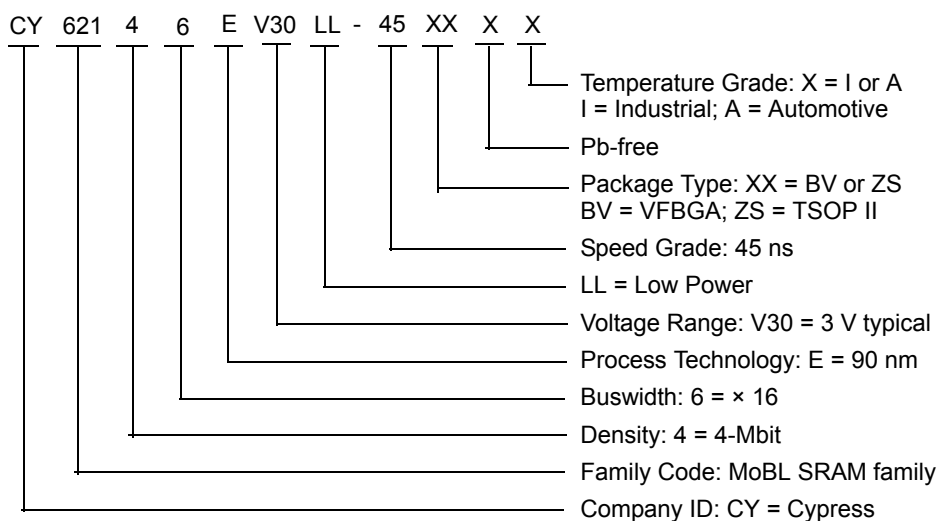 CY 621 4 6 E V30 LL - 45 XX X X
Temperature Grade: X = I or A
I = Industrial; A = Automotive
Pb-free
Package Type: XX = BV or ZS
BV = VFBGA; ZS = TSOP II
Speed Grade: 45 ns
LL = Low Power
Voltage Range: V30 = 3 V typical
Process Technology: E = 90 nm
Buswidth: 6 = × 16
Density: 4 = 4-Mbit
Family Code: MoBL SRAM family
Company ID: CY = Cypress